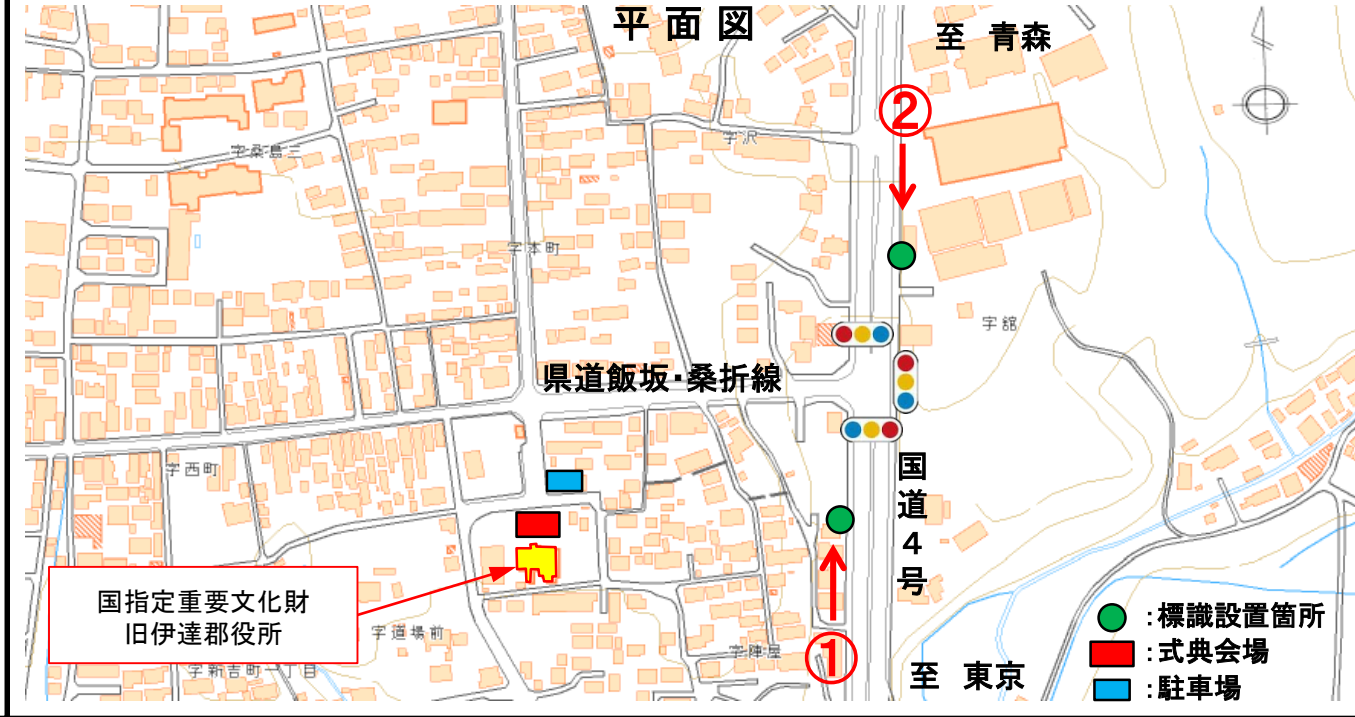 平面図
至 青森
②
字沢
字桑島三
字本町
字舘
県道飯坂・桑折線
字西町
国道4号
国指定重要文化財
旧伊達郡役所
字道場前
字陣屋
字新吉町一丁目
①
至 東京
:標識設置箇所
:式典会場
:駐車場